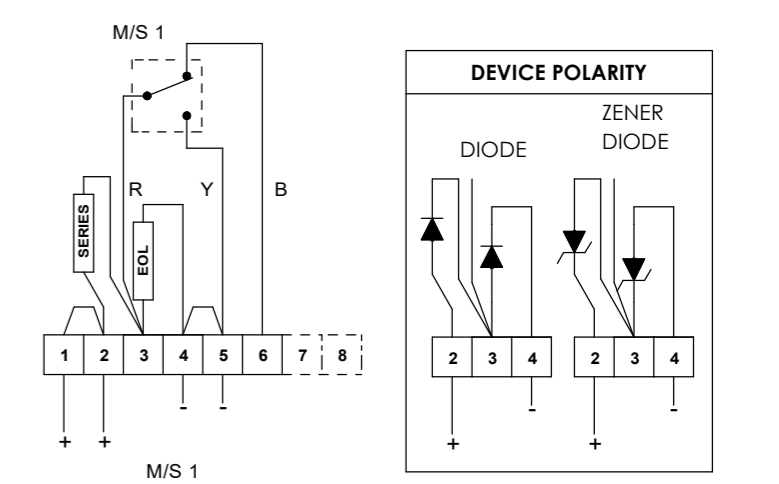 M/S 1
R
Y
B
SERIES
EOL
1 2 3 4 5 6 7 8
+ + - -
M/S 1
DEVICE POLARITY
DIODE
ZENER
DIODE
2 3 4
+ -
2 3 4
+ -